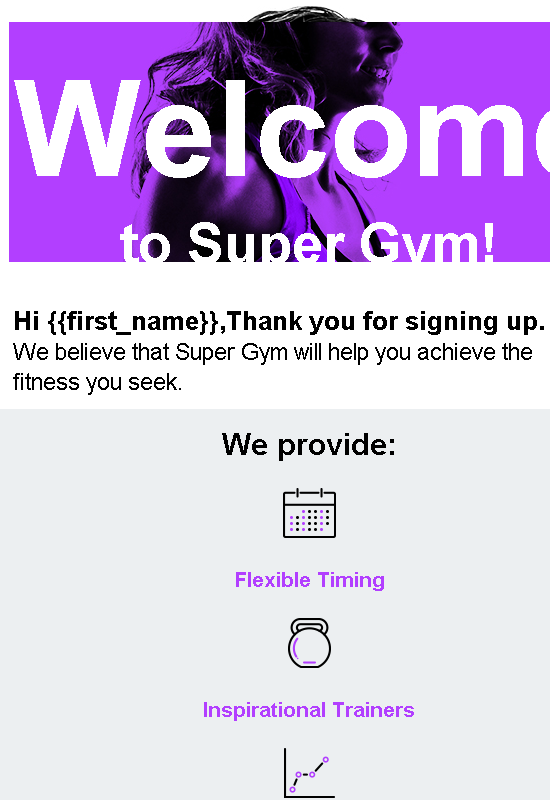 Welcome
to Super Gym!
Hi {{first_name}},Thank you for signing up.
We believe that Super Gym will help you achieve the
fitness you seek.
We provide:
Flexible Timing
Inspirational Trainers